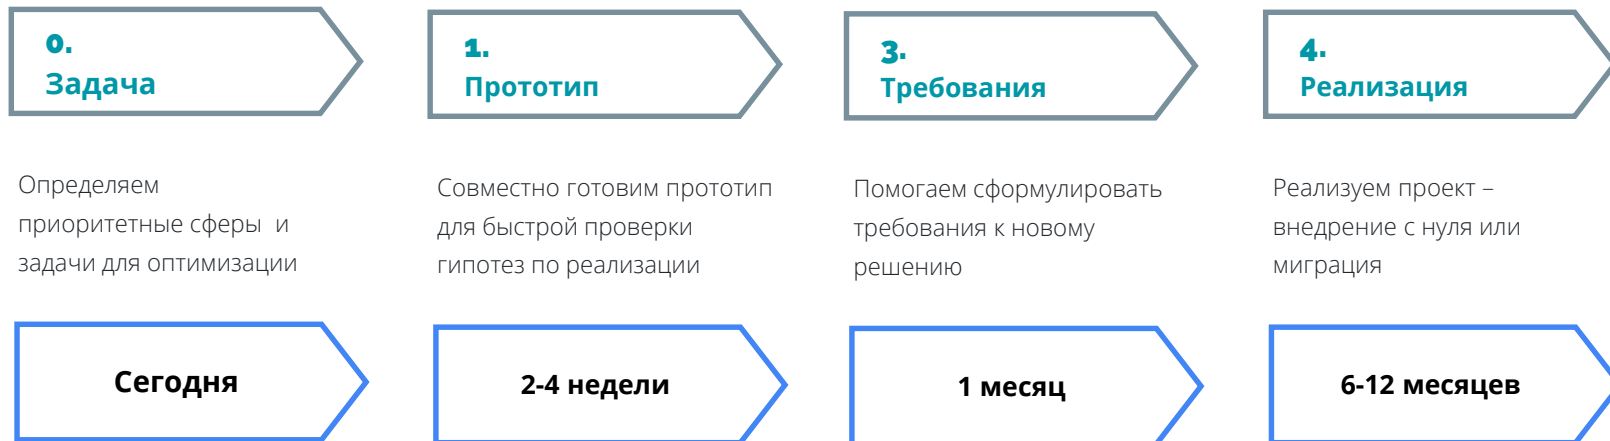 0.
Задача
Определяем
приоритетные сферы  и
задачи для оптимизации
Сегодня
1.
Прототип
Совместно готовим прототип
для быстрой проверки
гипотез по реализации
2-4 недели
3.
Требования
Помогаем сформулировать
требования к новому
решению
1 месяц
4.
Реализация
Реализуем проект –
внедрение с нуля или
миграция
6-12 месяцев